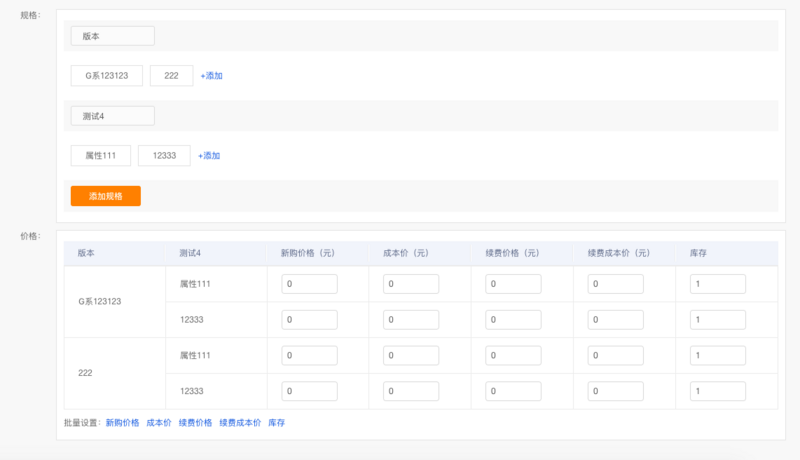 规格:
版本
G系123123 222 +添加
测试4
属性111 12333 +添加
添加规格
价格:
版本 测试4 新购价格（元） 成本价（元） 续费价格（元） 续费成本价（元） 库存
G系123123 属性111 0 0 0 0 1
12333 0 0 0 0 1
222 属性111 0 0 0 0 1
12333 0 0 0 0 1
批量设置: 新购价格 成本价 续费价格 续费成本价 库存